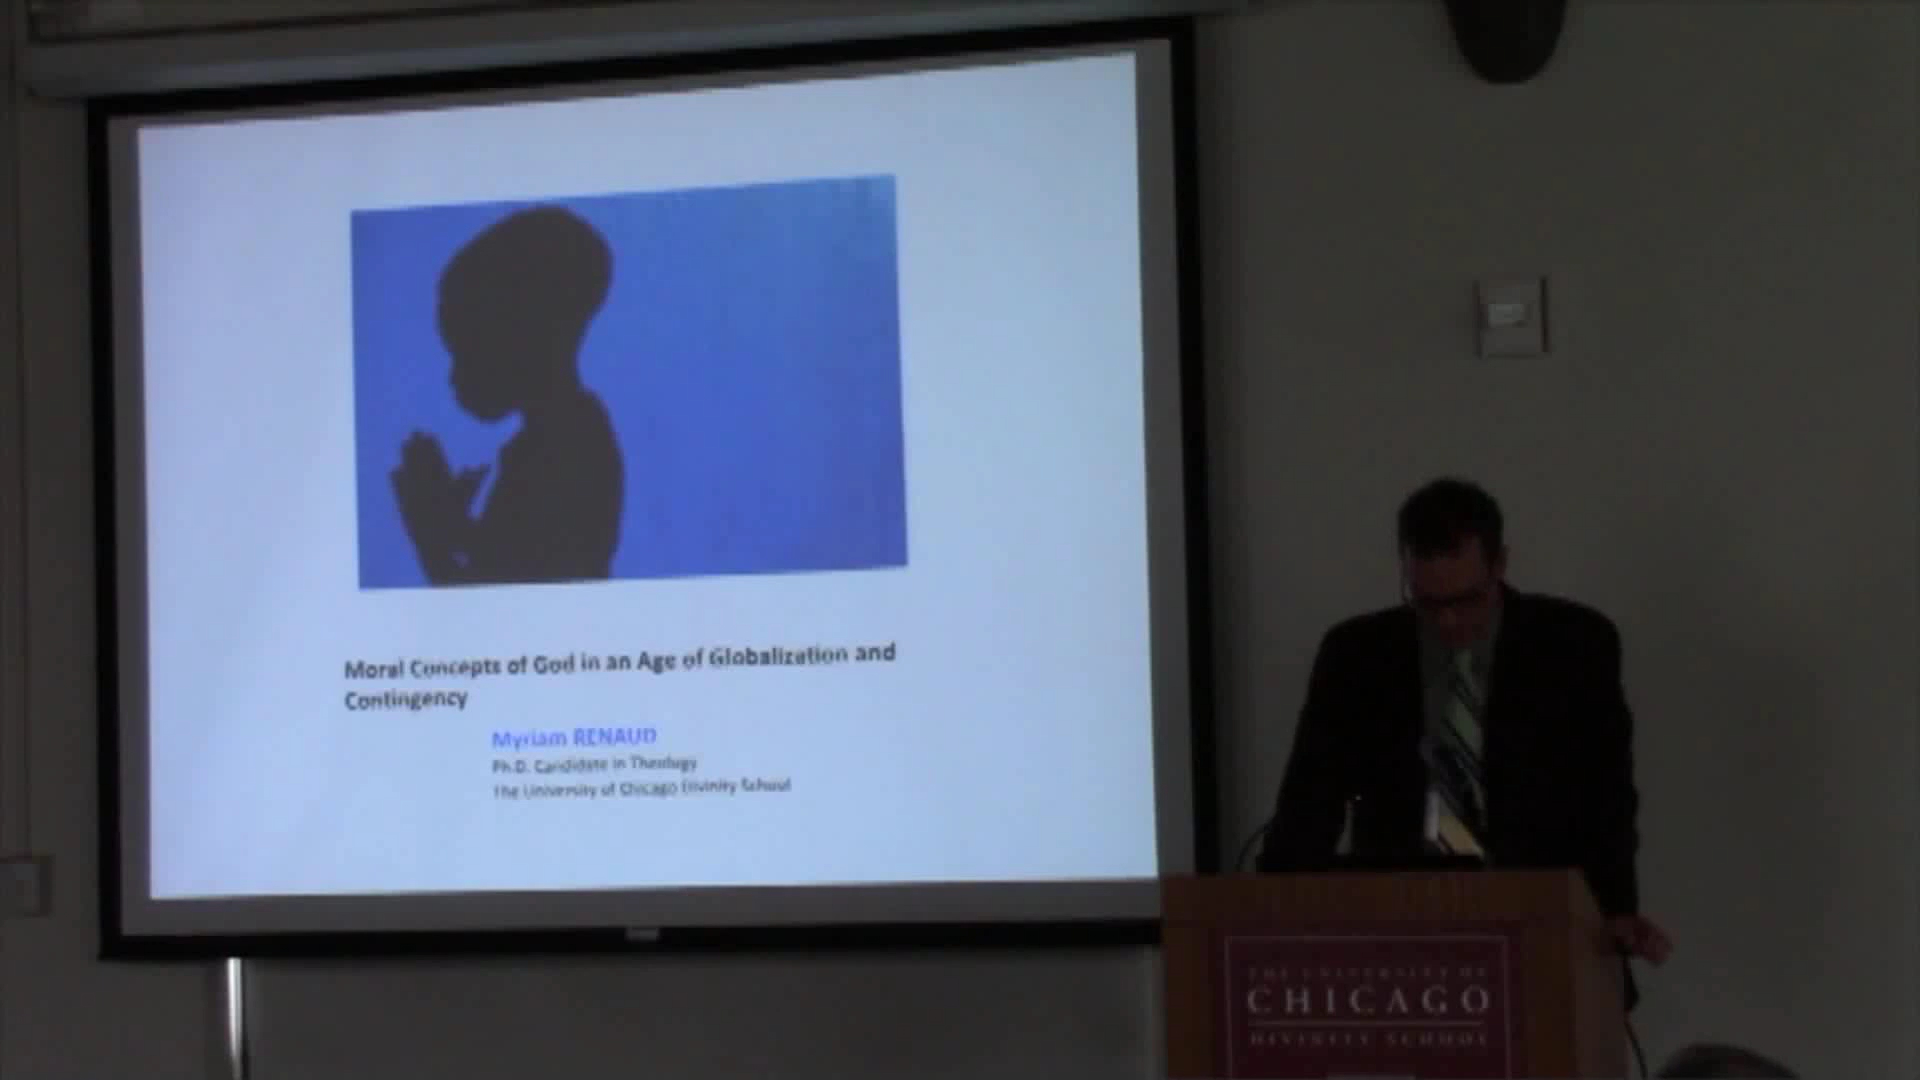 Moral Concepts of God in an Age of Globalization and
Contingency
Myriam RENAUD
Ph.D. Candidate in Theology
The University of Chicago Divinity School
THE UNIVERSITY OF
CHICAGO
DIVINITY SCHOOL